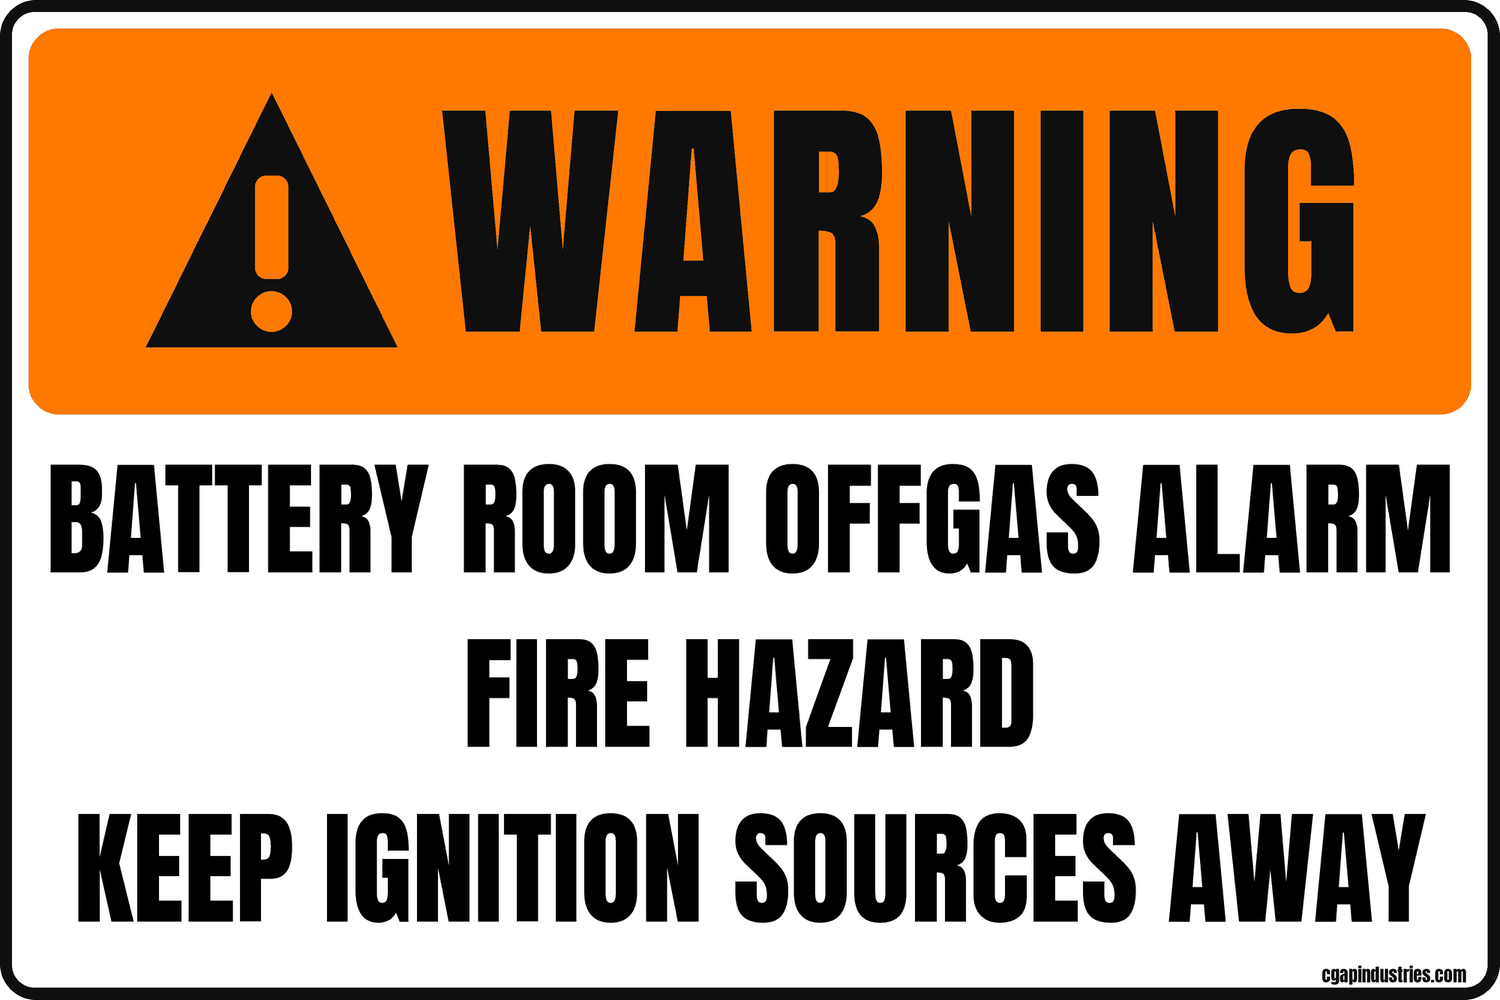 WARNING
BATTERY ROOM OFFGAS ALARM
FIRE HAZARD
KEEP IGNITION SOURCES AWAY
cgapindustries.com